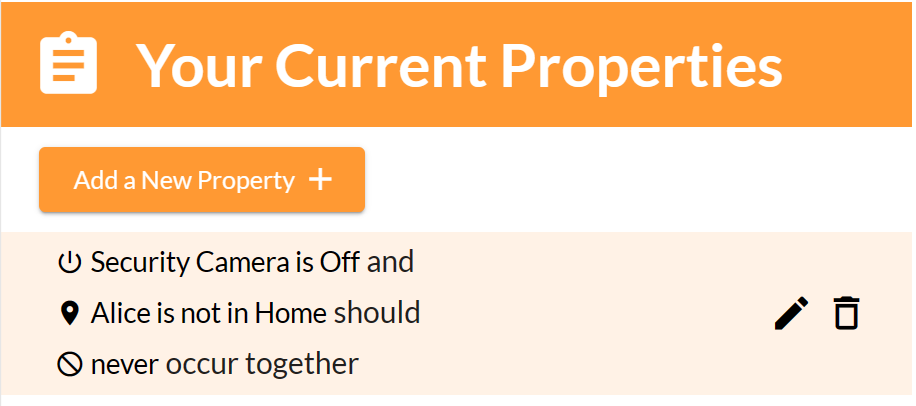 Your Current Properties
Add a New Property +
Security Camera is Off and
Alice is not in Home should
never occur together